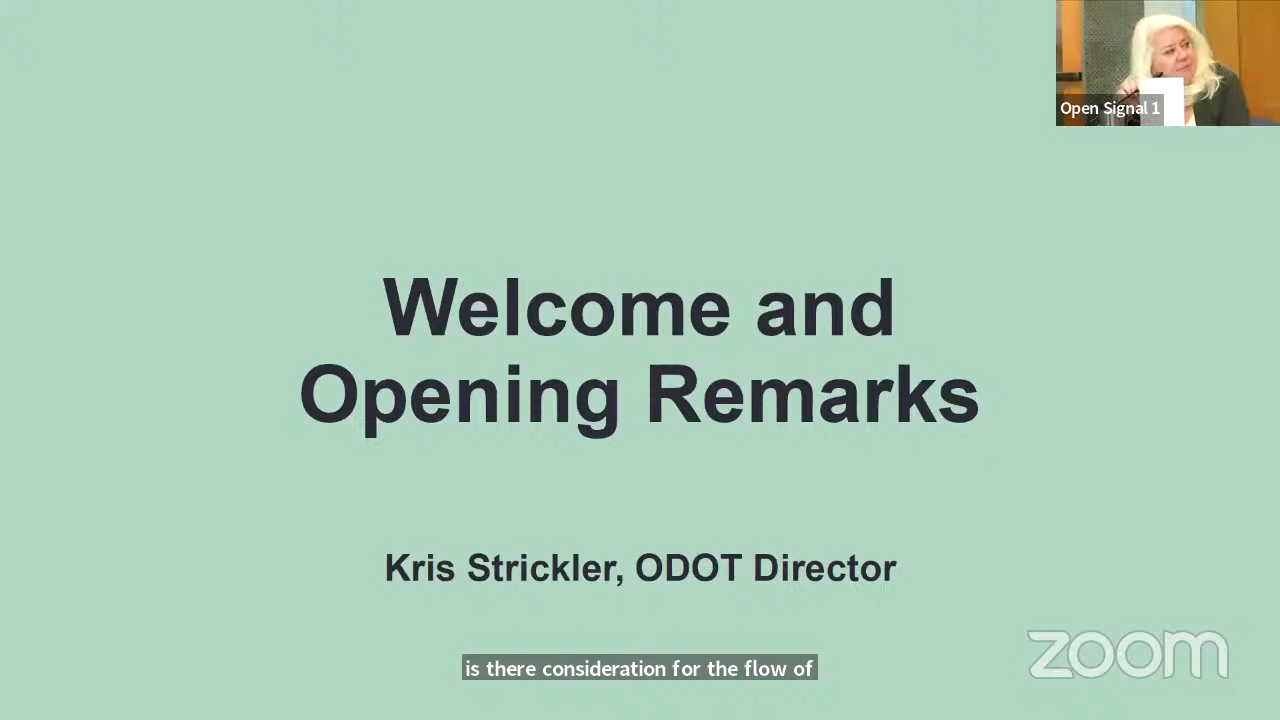 Open Signal 1
Welcome and
Opening Remarks
Kris Strickler, ODOT Director
is there consideration for the flow of
zoom